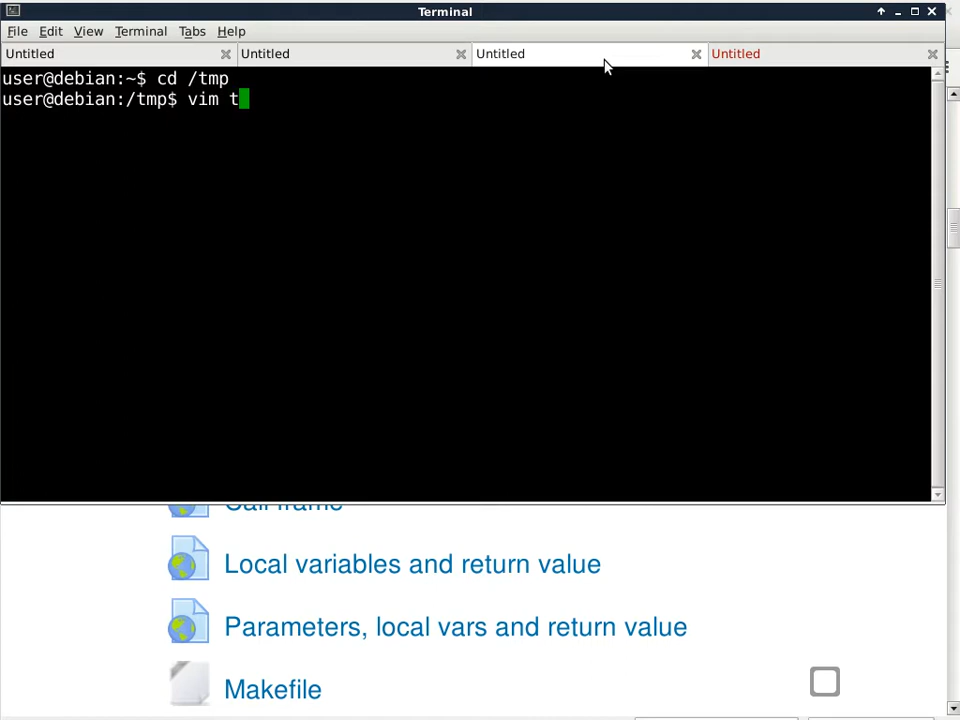 Terminal
File Edit View Terminal Tabs Help
Untitled Untitled Untitled Untitled
user@debian:~$ cd /tmp
user@debian:/tmp$ vim t
Call frame
Local variables and return value
Parameters, local vars and return value
Makefile